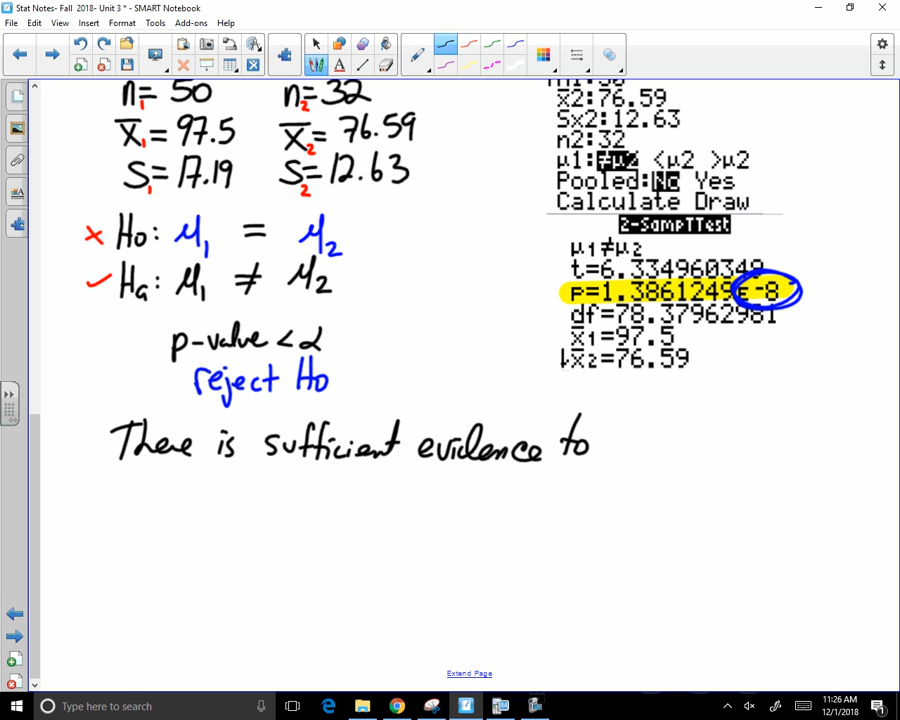 Stat Notes- Fall 2018- Unit 3 * - SMART Notebook
File Edit View Insert Format Tools Add-ons Help
n₁= 50 n₂= 32
x̄₁= 97.5 x̄₂= 76.59
S₁= 17.19 S₂= 12.63
× Ho: μ₁ = μ₂
✓ Ha: μ₁ ≠ μ₂
p-value < α
reject Ho
There is sufficient evidence to
x̄2:76.59
Sx2:12.63
n2:32
μ1:≠μ2 <μ2 >μ2
Pooled:No Yes
Calculate Draw
2-SampTTest
μ1≠μ2
t=6.334960349
P=1.3861249E-8
df=78.37962981
x̄1=97.5
↓x̄2=76.59
Extend Page
Type here to search
11:26 AM
12/1/2018